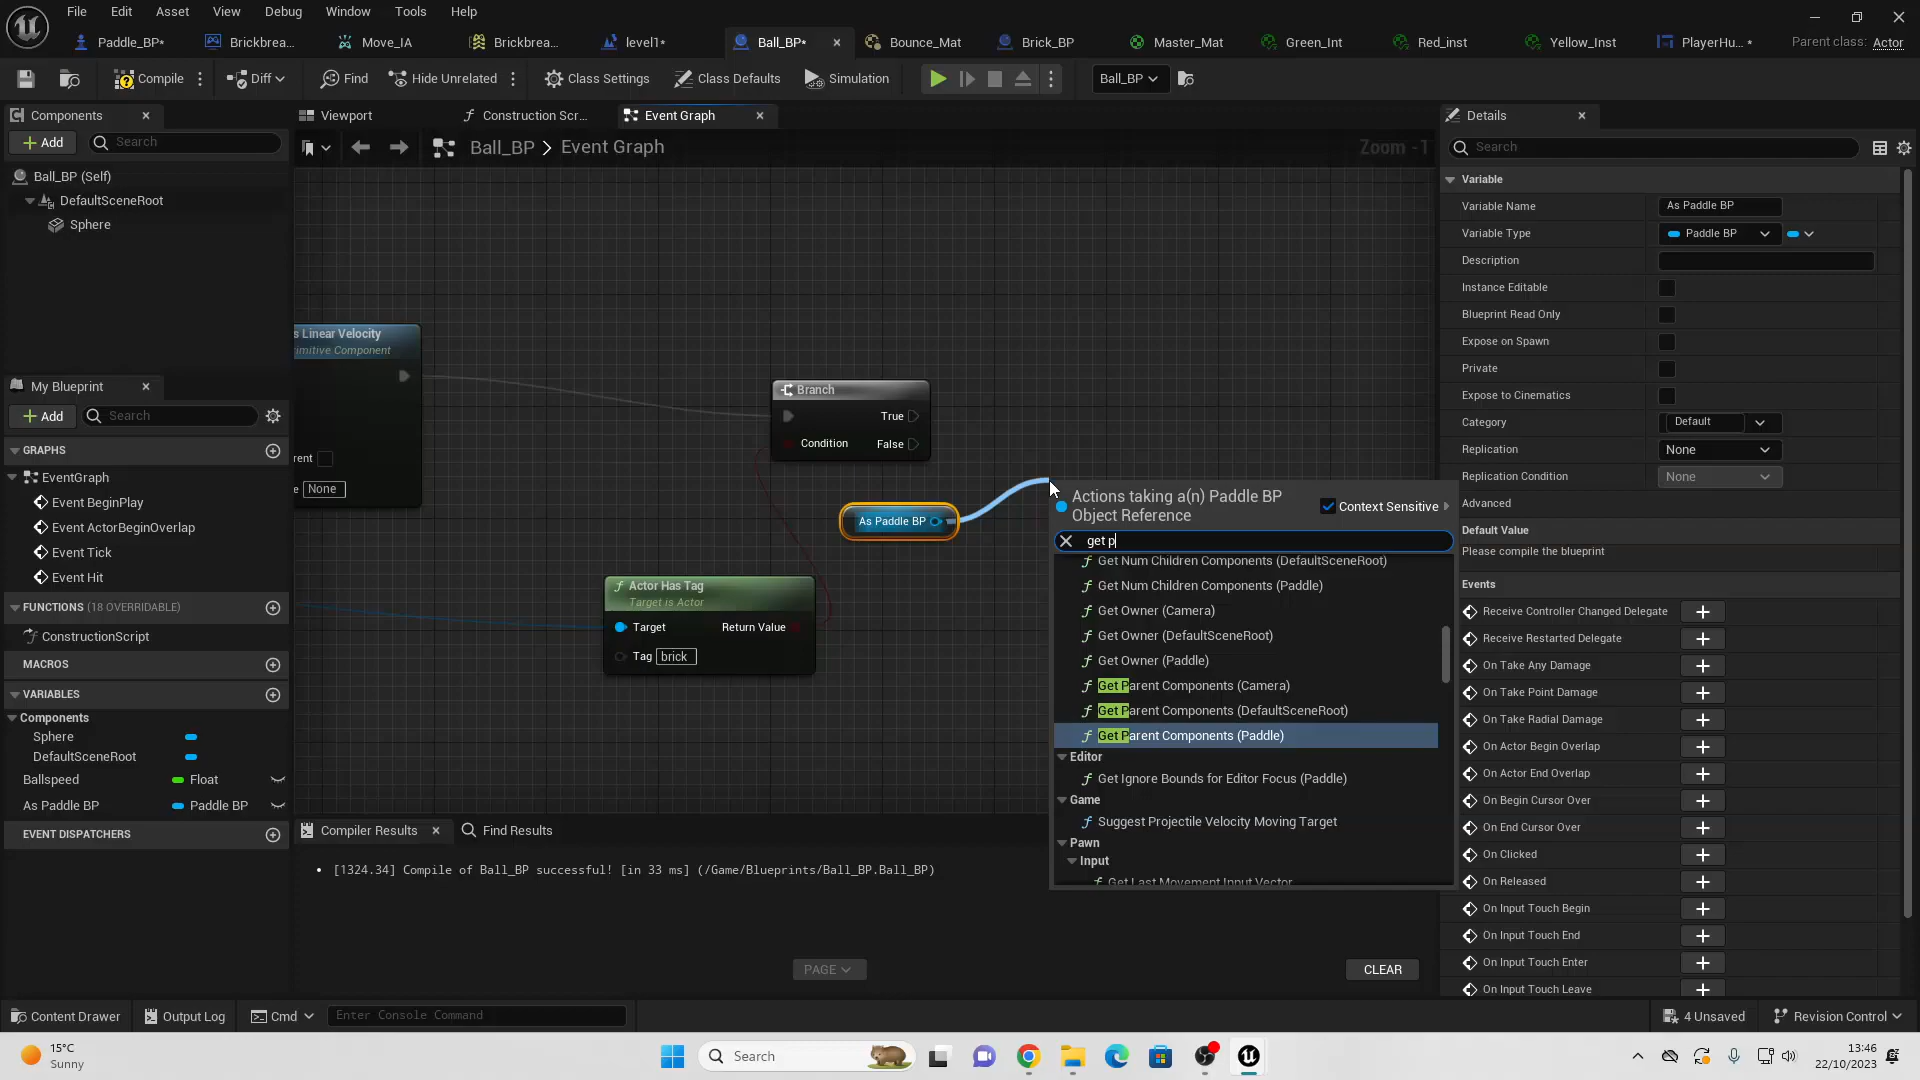 File Edit Asset View Debug Window Tools Help
Paddle_BP* Brickbrea... Move_IA Brickbrea... level1* Ball_BP* Bounce_Mat Brick_BP Master_Mat Green_Int Red_inst Yellow_Inst PlayerHu... * Parent class: Actor
Compile Diff Find Hide Unrelated Class Settings Class Defaults Simulation Ball_BP
Components
Add Search
Ball_BP (Self)
DefaultSceneRoot
Sphere
My Blueprint
Add Search
GRAPHS
EventGraph
Event BeginPlay
Event ActorBeginOverlap
Event Tick
Event Hit
FUNCTIONS (18 OVERRIDABLE)
ConstructionScript
MACROS
VARIABLES
Components
Sphere
DefaultSceneRoot
Ballspeed Float
As Paddle BP Paddle BP
EVENT DISPATCHERS
Viewport Construction Scr... Event Graph
Ball_BP > Event Graph Zoom -1
s Linear Velocity
imitive Component
rent
e None
Branch
True
Condition False
As Paddle BP
Actor Has Tag
Target is Actor
Target Return Value
Tag brick
Actions taking a(n) Paddle BP
Object Reference
Context Sensitive
get p
Get Num Children Components (DefaultSceneRoot)
Get Num Children Components (Paddle)
Get Owner (Camera)
Get Owner (DefaultSceneRoot)
Get Owner (Paddle)
Get Parent Components (Camera)
Get Parent Components (DefaultSceneRoot)
Get Parent Components (Paddle)
Editor
Get Ignore Bounds for Editor Focus (Paddle)
Game
Suggest Projectile Velocity Moving Target
Pawn
Input
Get Last Movement Input Vector
Compiler Results Find Results
[1324.34] Compile of Ball_BP successful! [in 33 ms] (/Game/Blueprints/Ball_BP.Ball_BP)
PAGE CLEAR
Details
Search
Variable
Variable Name As Paddle BP
Variable Type Paddle BP
Description
Instance Editable
Blueprint Read Only
Expose on Spawn
Private
Expose to Cinematics
Category Default
Replication None
Replication Condition None
Advanced
Default Value
Please compile the blueprint
Events
Receive Controller Changed Delegate
Receive Restarted Delegate
On Take Any Damage
On Take Point Damage
On Take Radial Damage
On Actor Begin Overlap
On Actor End Overlap
On Begin Cursor Over
On End Cursor Over
On Clicked
On Released
On Input Touch Begin
On Input Touch End
On Input Touch Enter
On Input Touch Leave
Content Drawer Output Log Cmd Enter Console Command 4 Unsaved Revision Control
15°C
Sunny
Search
13:46
22/10/2023